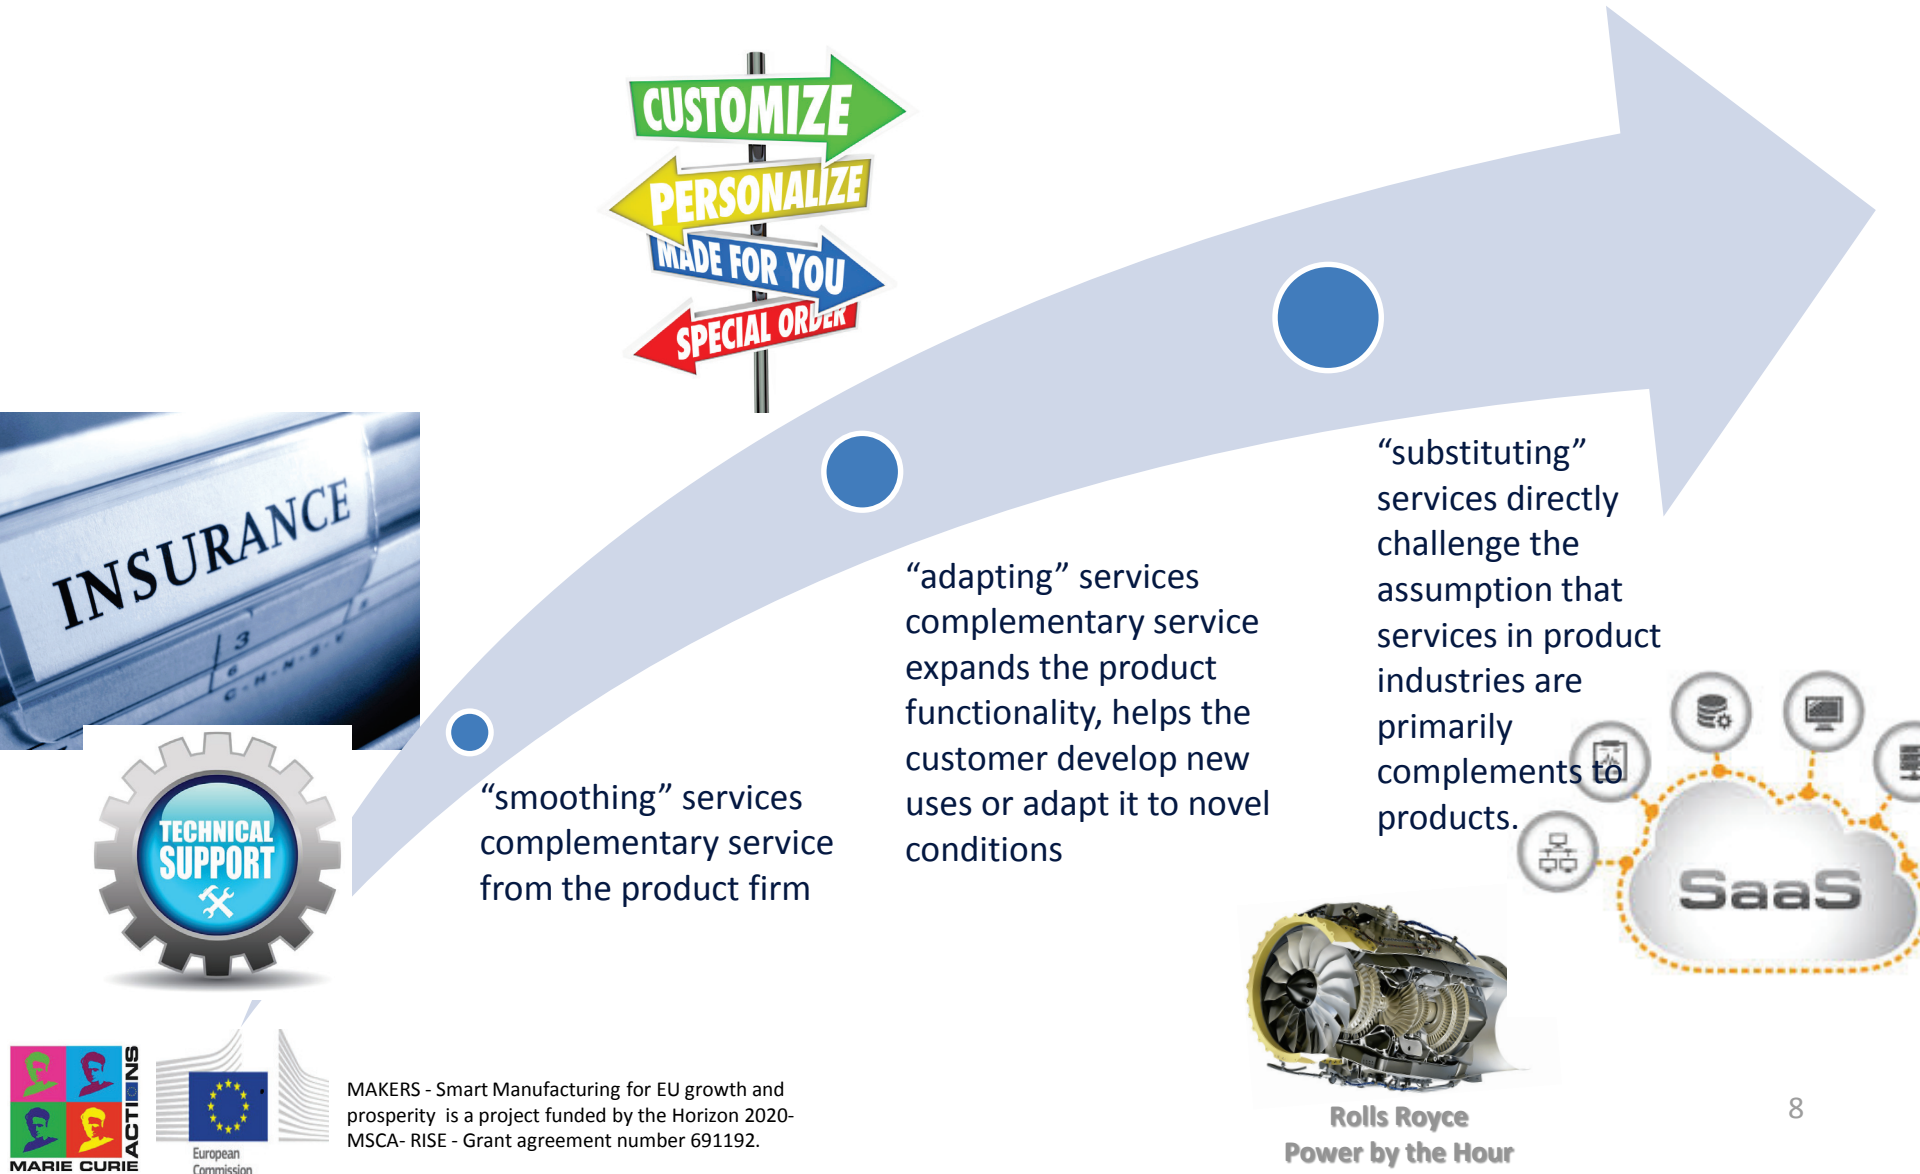 CUSTOMIZE
PERSONALIZE
MADE FOR YOU
SPECIAL ORDER
INSURANCE
3
6
C-H-N-S-Y
TECHNICAL
SUPPORT
“smoothing” services
complementary service
from the product firm
“adapting” services
complementary service
expands the product
functionality, helps the
customer develop new
uses or adapt it to novel
conditions
“substituting”
services directly
challenge the
assumption that
services in product
industries are
primarily
complements to
products.
SaaS
Rolls Royce
Power by the Hour
MARIE CURIE
ACTIONS
European
Commission
MAKERS - Smart Manufacturing for EU growth and
prosperity is a project funded by the Horizon 2020-
MSCA- RISE - Grant agreement number 691192.
8